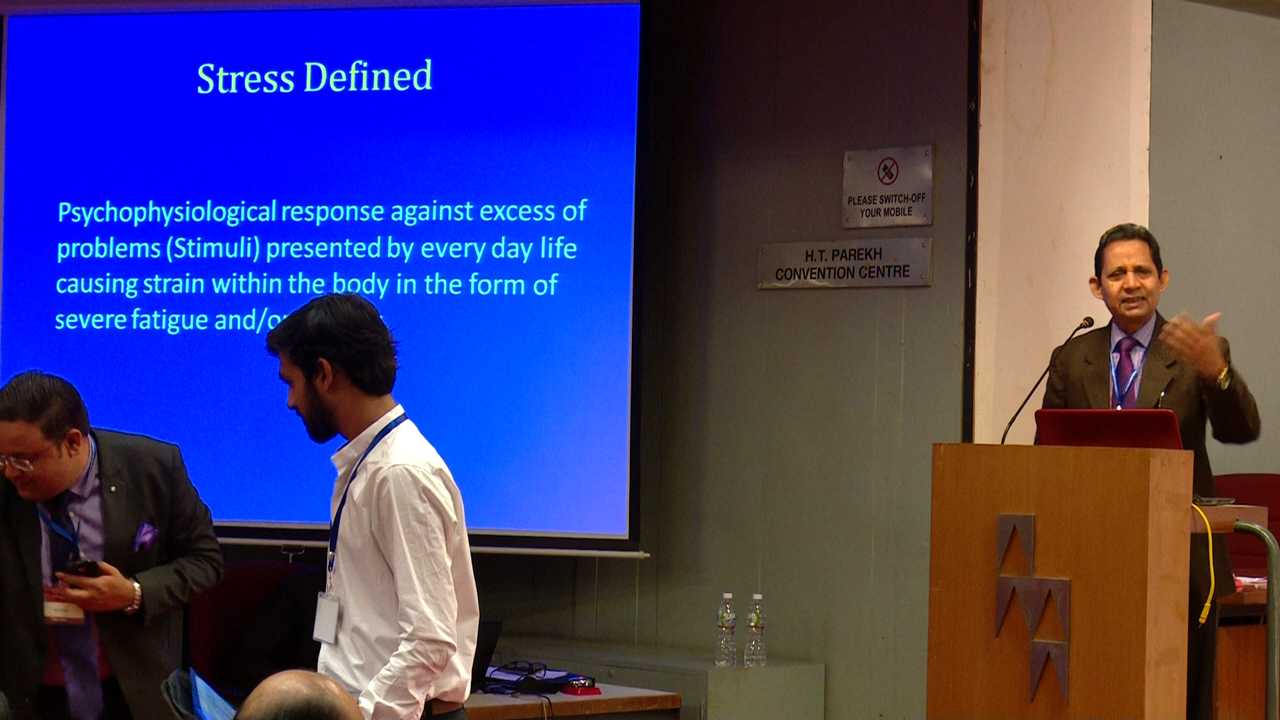 Stress Defined
Psychophysiological response against excess of
problems (Stimuli) presented by every day life
causing strain within the body in the form of
severe fatigue and/or
PLEASE SWITCH-OFF
YOUR MOBILE
H.T. PAREKH
CONVENTION CENTRE